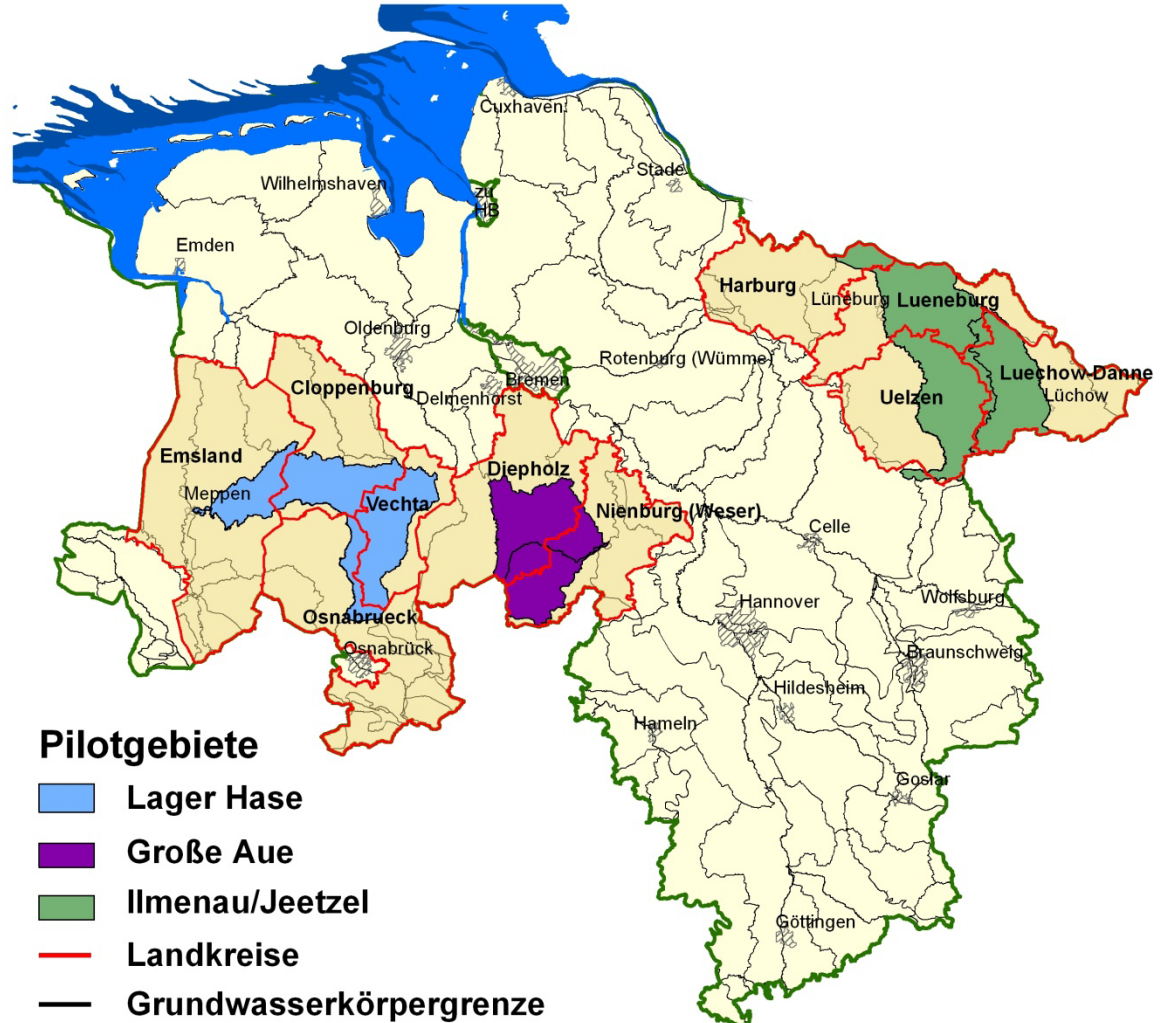 Cuxhaven
Stade
Wilhelmshaven
zu
HB
Emden
Harburg
Lüneburg
Lueneburg
Oldenburg
Rotenburg (Wümme)
Bremen
Cloppenburg
Delmenhorst
Luechow-Danne
Lüchow
Uelzen
Emsland
Diepholz
Meppen
Vechta
Nienburg (Weser)
Celle
Wolfsburg
Hannover
Osnabrueck
Osnabrück
Braunschweig
Hildesheim
Hameln
Goslar
Göttingen
Pilotgebiete
Lager Hase
Große Aue
Ilmenau/Jeetzel
Landkreise
Grundwasserkörpergrenze